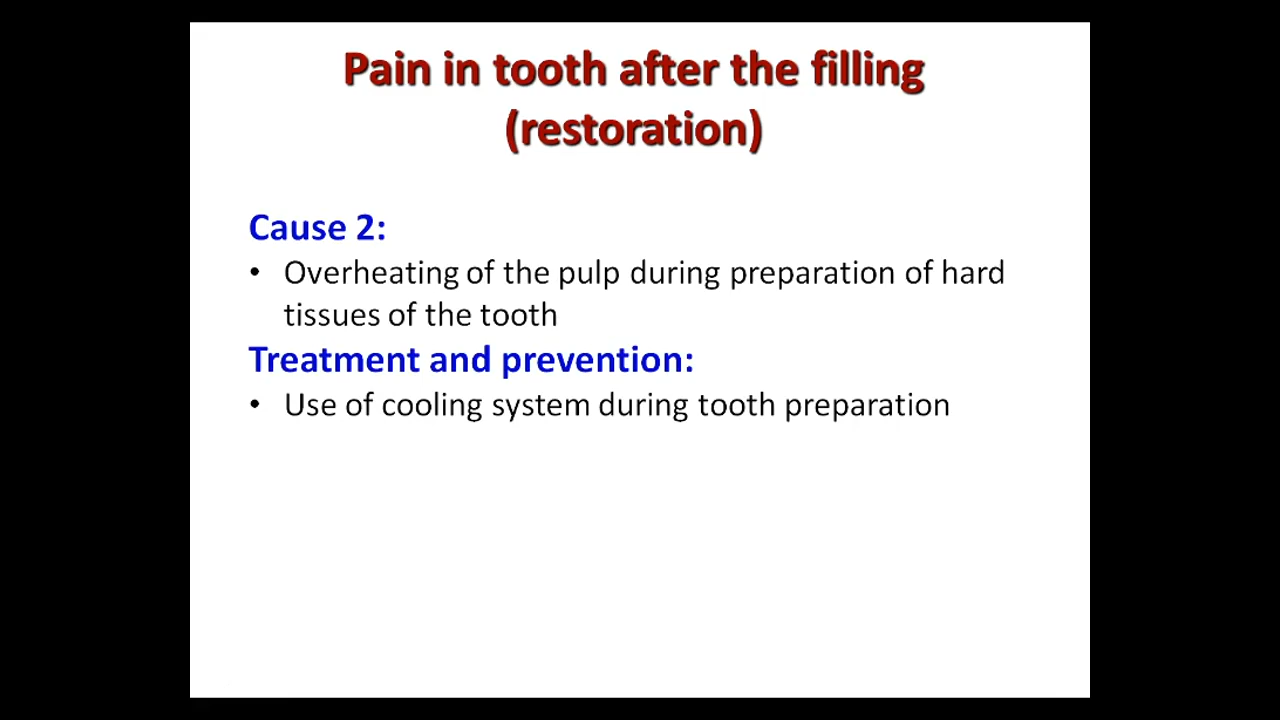 Pain in tooth after the filling
(restoration)
Cause 2:
• Overheating of the pulp during preparation of hard
tissues of the tooth
Treatment and prevention:
• Use of cooling system during tooth preparation